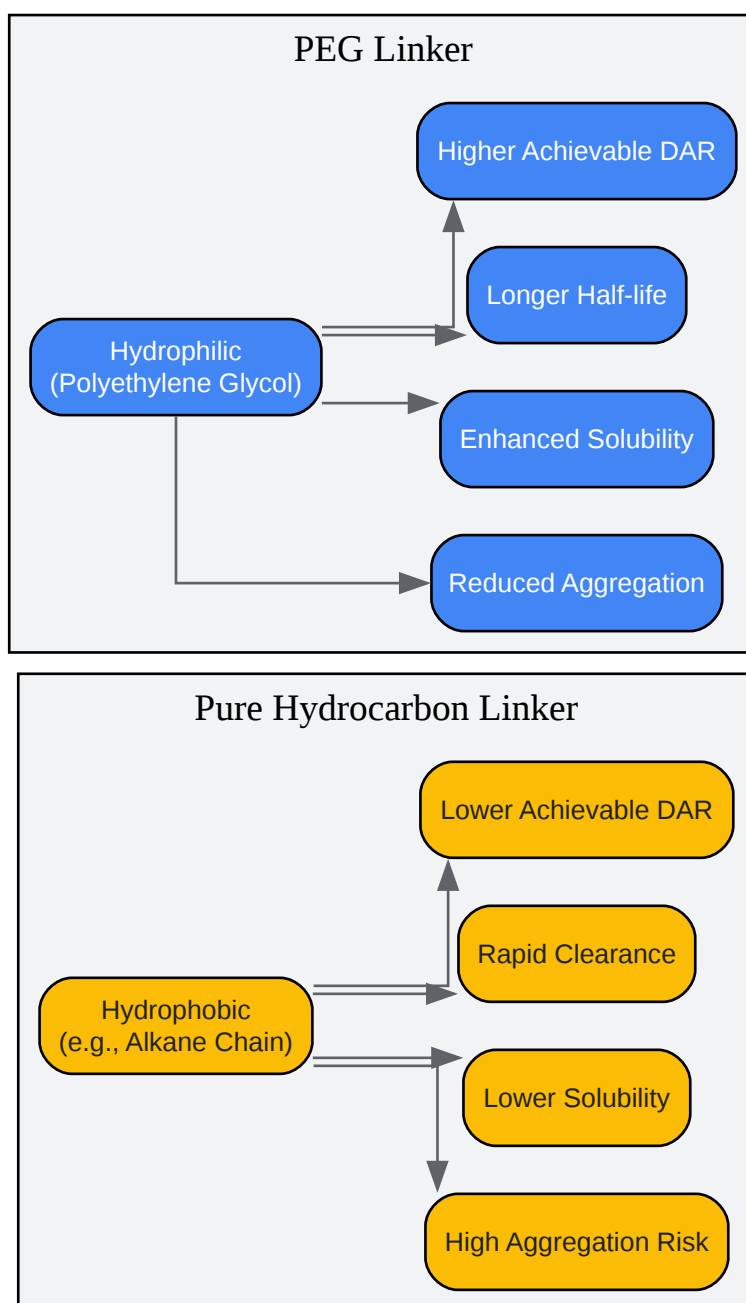 PEG Linker
Higher Achievable DAR
Longer Half-life
Hydrophilic
(Polyethylene Glycol)
Enhanced Solubility
Reduced Aggregation
Pure Hydrocarbon Linker
Lower Achievable DAR
Rapid Clearance
Hydrophobic
(e.g., Alkane Chain)
Lower Solubility
High Aggregation Risk